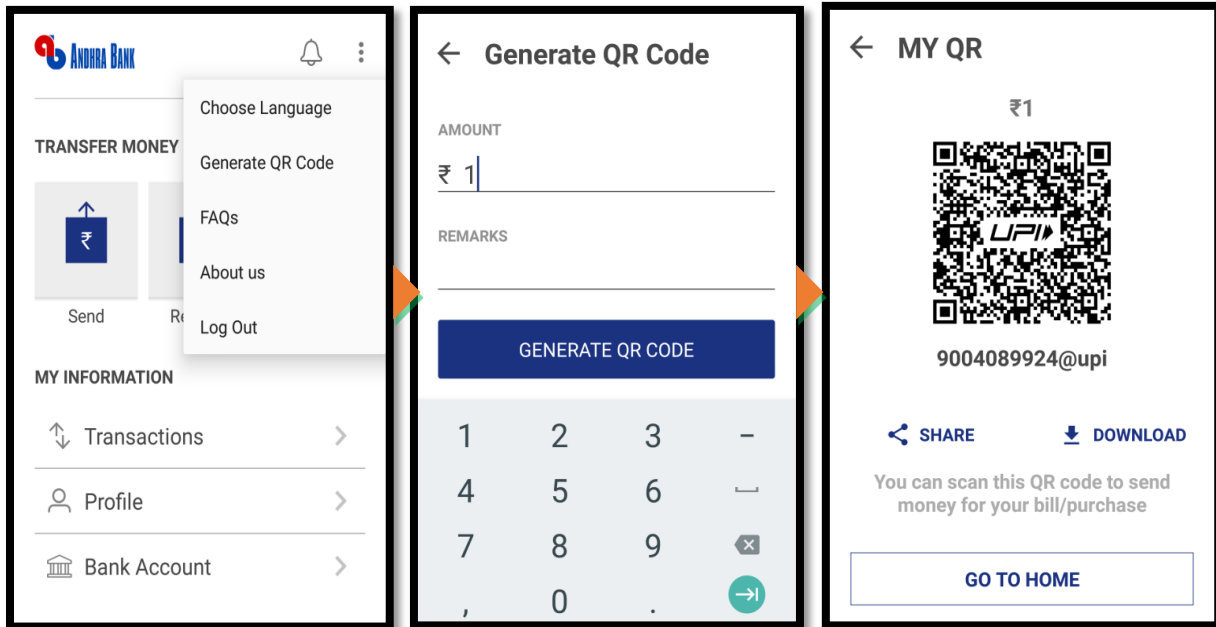 ANDHRA BANK
Choose Language
Generate QR Code
FAQs
About us
Log Out
TRANSFER MONEY
₹
Send
Re
MY INFORMATION
Transactions
Profile
Bank Account
Generate QR Code
AMOUNT
₹ 1
REMARKS
GENERATE QR CODE
1 2 3 -
4 5 6
7 8 9
, 0 .
MY QR
₹1
UPI
9004089924@upi
SHARE
DOWNLOAD
You can scan this QR code to send
money for your bill/purchase
GO TO HOME